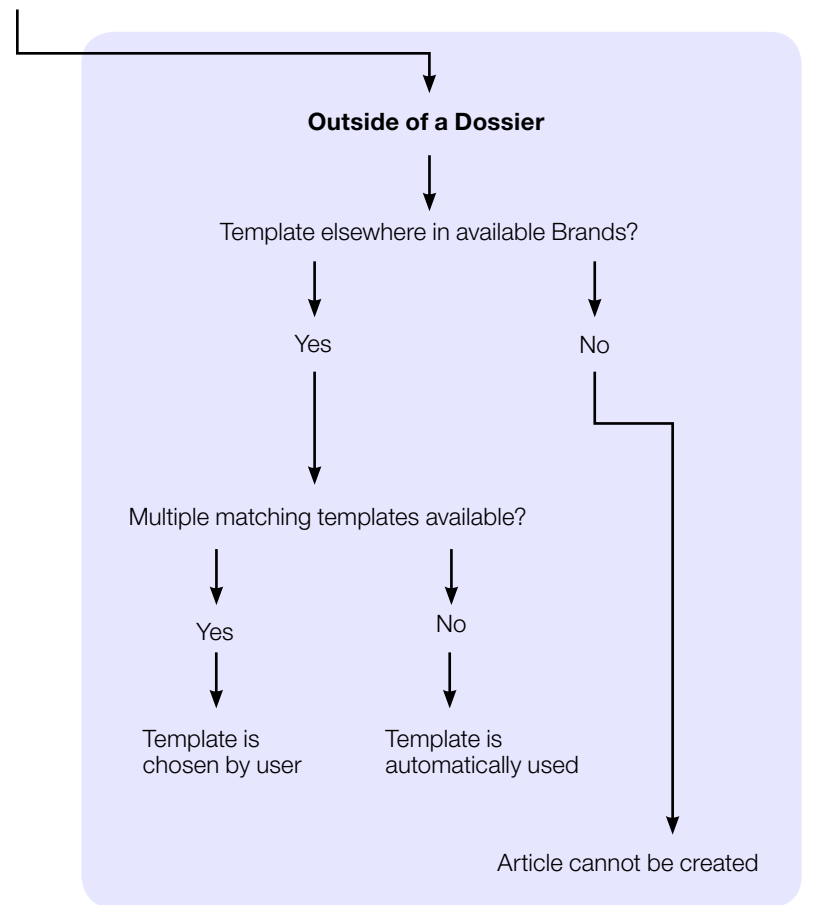 Outside of a Dossier
Template elsewhere in available Brands?
Yes
No
Multiple matching templates available?
Yes
No
Template is
chosen by user
Template is
automatically used
Article cannot be created